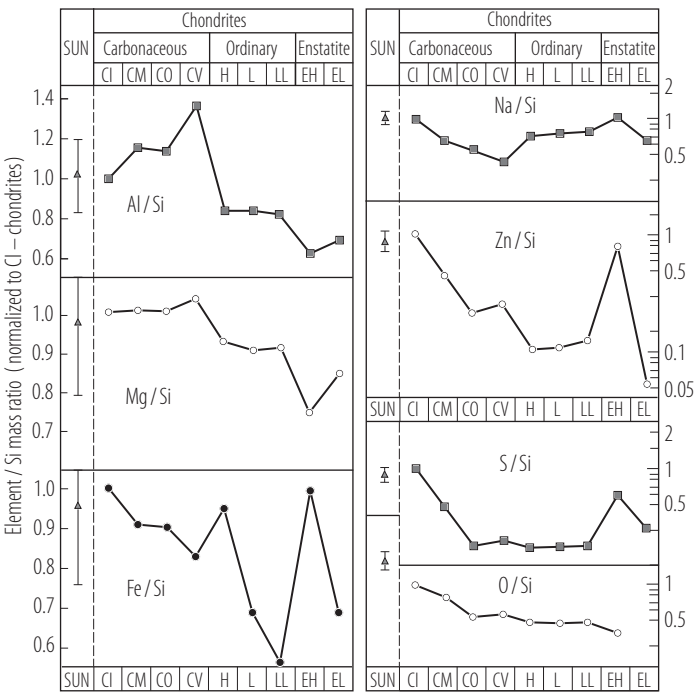 Chondrites
SUN Carbonaceous Ordinary Enstatite
CI CM CO CV H L LL EH EL
1.4
1.2
1.0
0.8
0.6
Al / Si
1.0
0.9
0.8
0.7
Mg / Si
1.0
0.9
0.8
0.7
0.6
Fe / Si
SUN CI CM CO CV H L LL EH EL
Element / Si mass ratio ( normalized to CI – chondrites)
Chondrites
SUN Carbonaceous Ordinary Enstatite
CI CM CO CV H L LL EH EL
Na / Si
2
1
0.5
Zn / Si
1
0.5
0.1
0.05
SUN CI CM CO CV H L LL EH EL
S / Si
2
1
0.5
O / Si
1
0.5
SUN CI CM CO CV H L LL EH EL